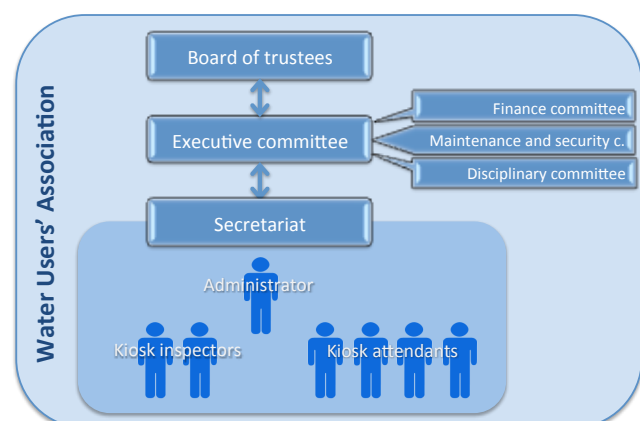 Water Users' Association
Board of trustees
Executive committee
Finance committee
Maintenance and security c.
Disciplinary committee
Secretariat
Administrator
Kiosk inspectors
Kiosk attendants